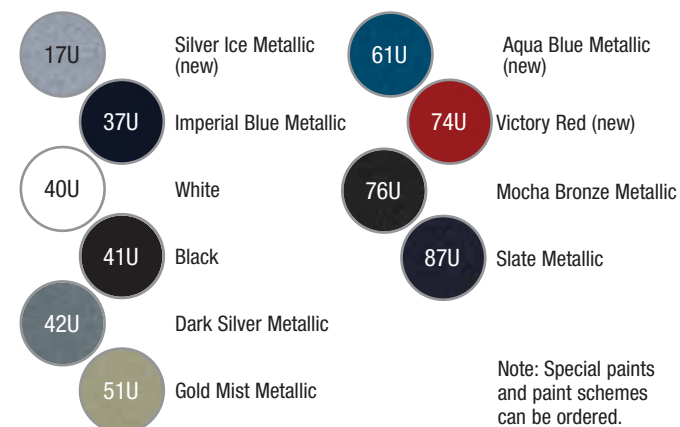 17U
Silver Ice Metallic
(new)
37U
Imperial Blue Metallic
40U
White
41U
Black
42U
Dark Silver Metallic
51U
Gold Mist Metallic
61U
Aqua Blue Metallic
(new)
74U
Victory Red (new)
76U
Mocha Bronze Metallic
87U
Slate Metallic
Note: Special paints
and paint schemes
can be ordered.